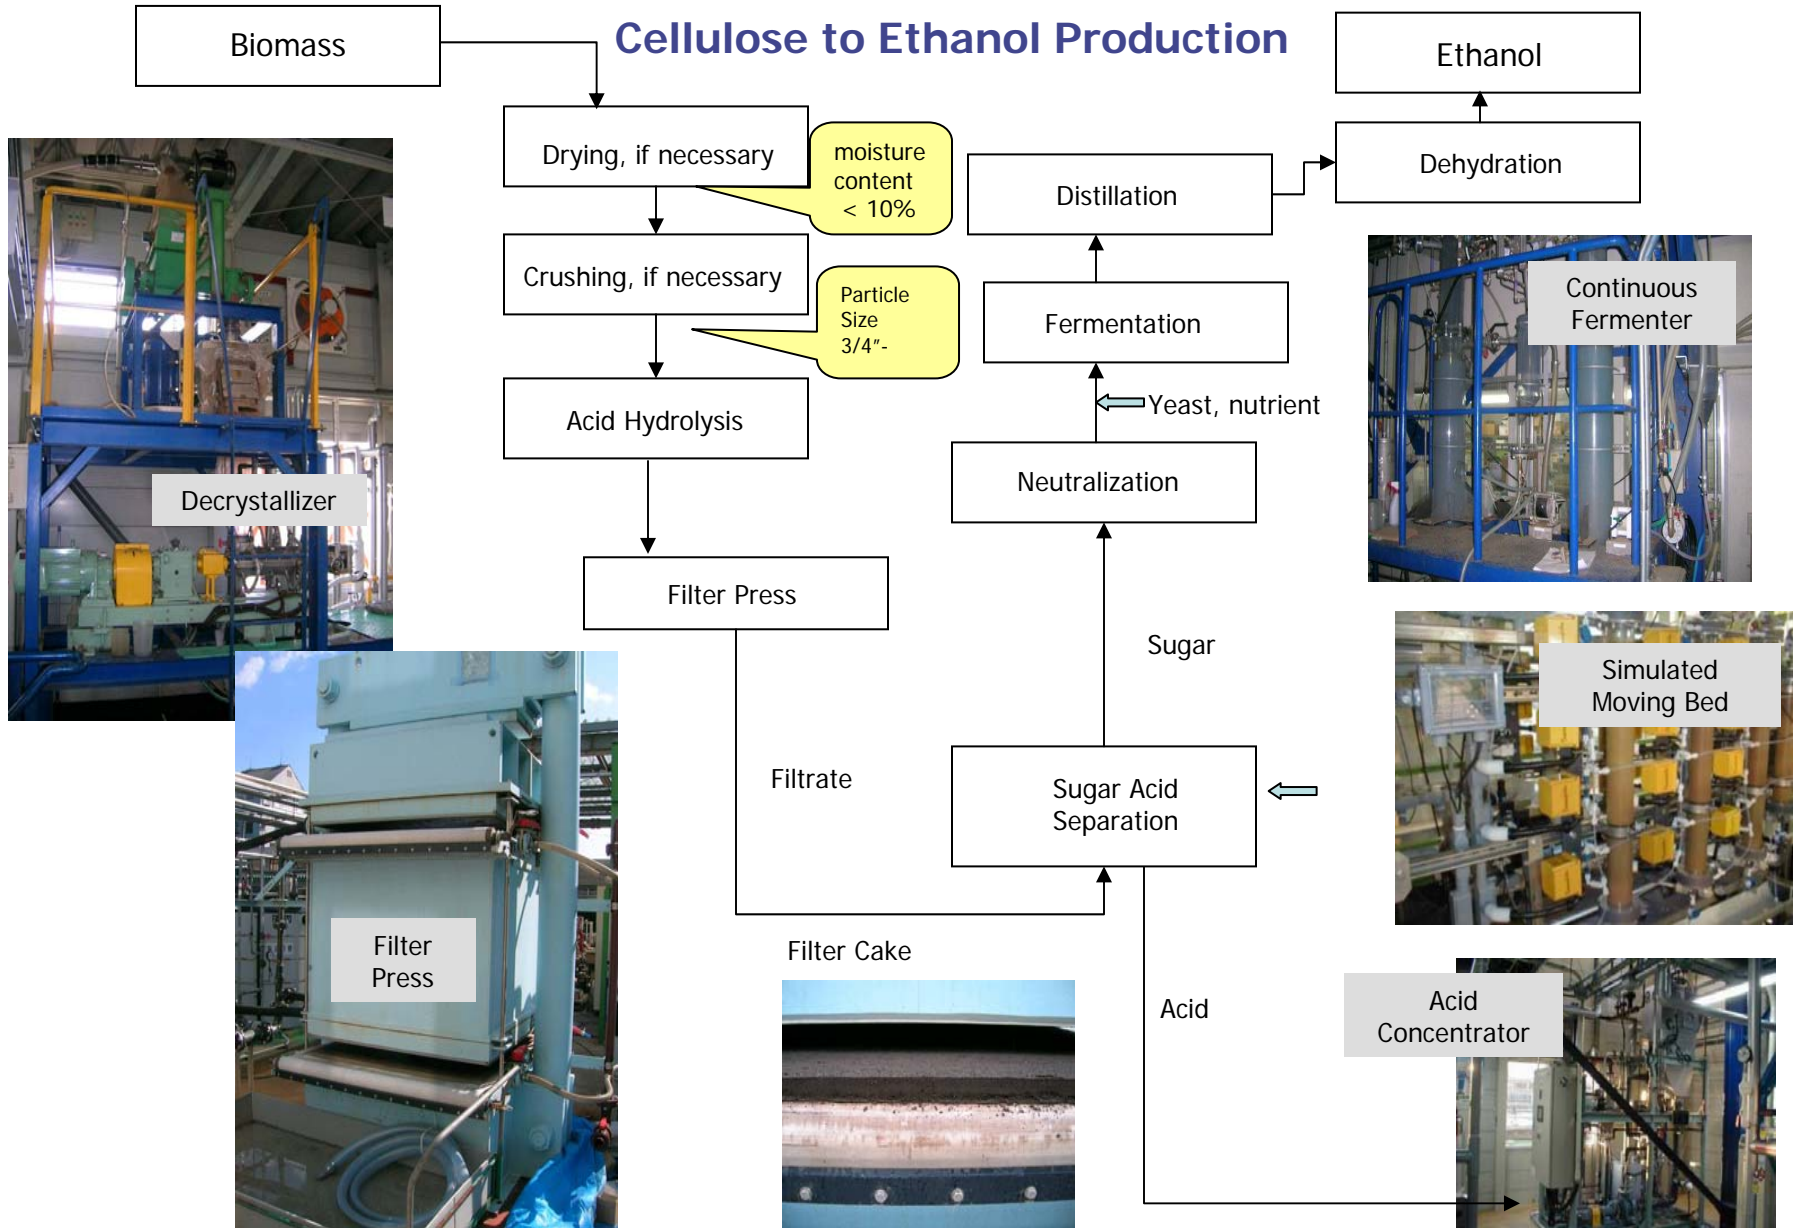 Cellulose to Ethanol Production
Biomass
Ethanol
Drying, if necessary
moisture
content
< 10%
Dehydration
Distillation
Crushing, if necessary
Particle
Size
3/4"-
Continuous
Fermenter
Fermentation
Yeast, nutrient
Acid Hydrolysis
Neutralization
Decrystallizer
Filter Press
Sugar
Simulated
Moving Bed
Filtrate
Sugar Acid
Separation
Filter
Press
Filter Cake
Acid
Acid
Concentrator